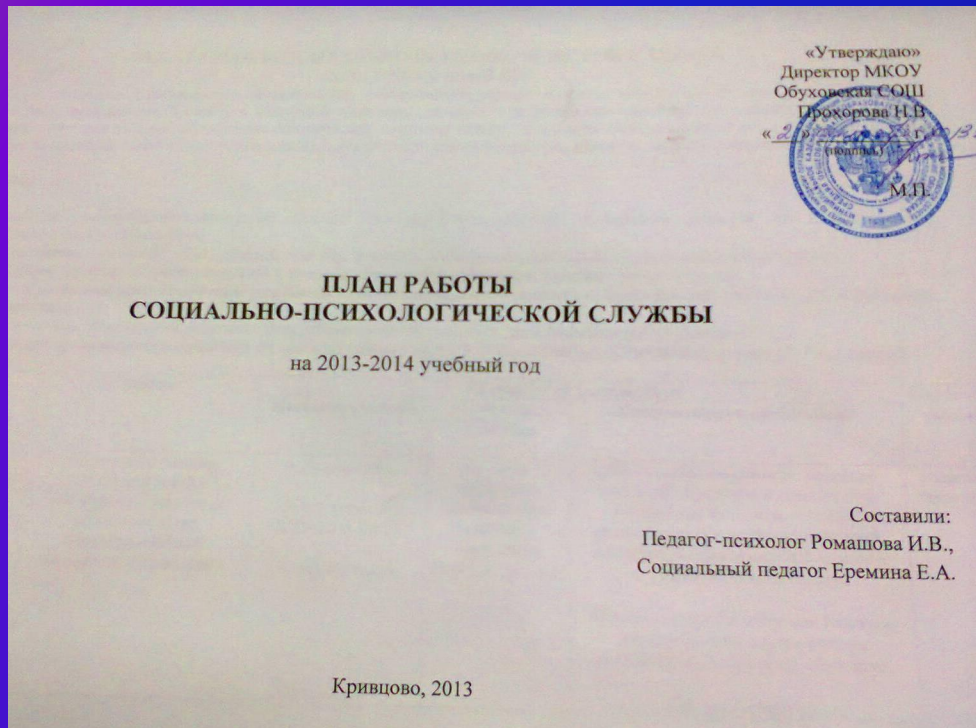 «Утверждаю»
Директор МКОУ
Обуховская СОШ
Прохорова Н.В
« 2 » г.
(подпись)
М.П.
ПЛАН РАБОТЫ
СОЦИАЛЬНО-ПСИХОЛОГИЧЕСКОЙ СЛУЖБЫ
на 2013-2014 учебный год
Составили:
Педагог-психолог Ромашова И.В.,
Социальный педагог Еремина Е.А.
Кривцово, 2013